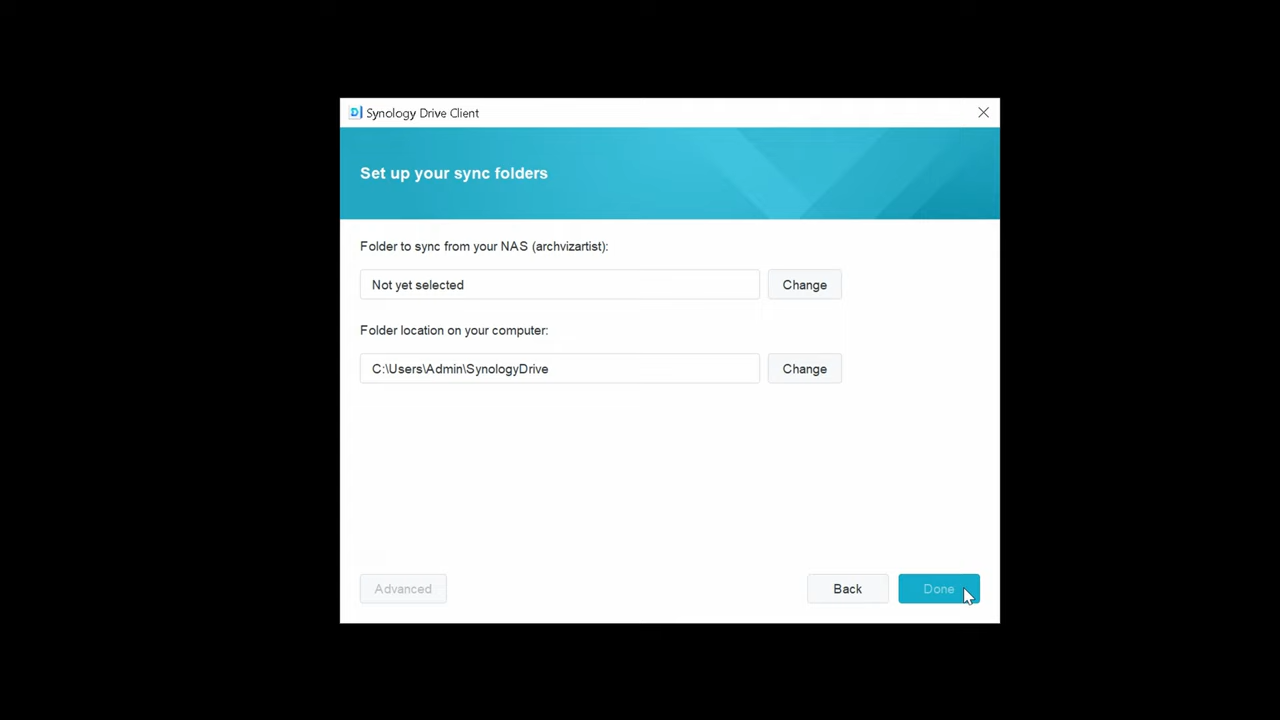 Synology Drive Client
Set up your sync folders
Folder to sync from your NAS (archvizartist):
Not yet selected
Change
Folder location on your computer:
C:\Users\Admin\SynologyDrive
Change
Advanced
Back
Done